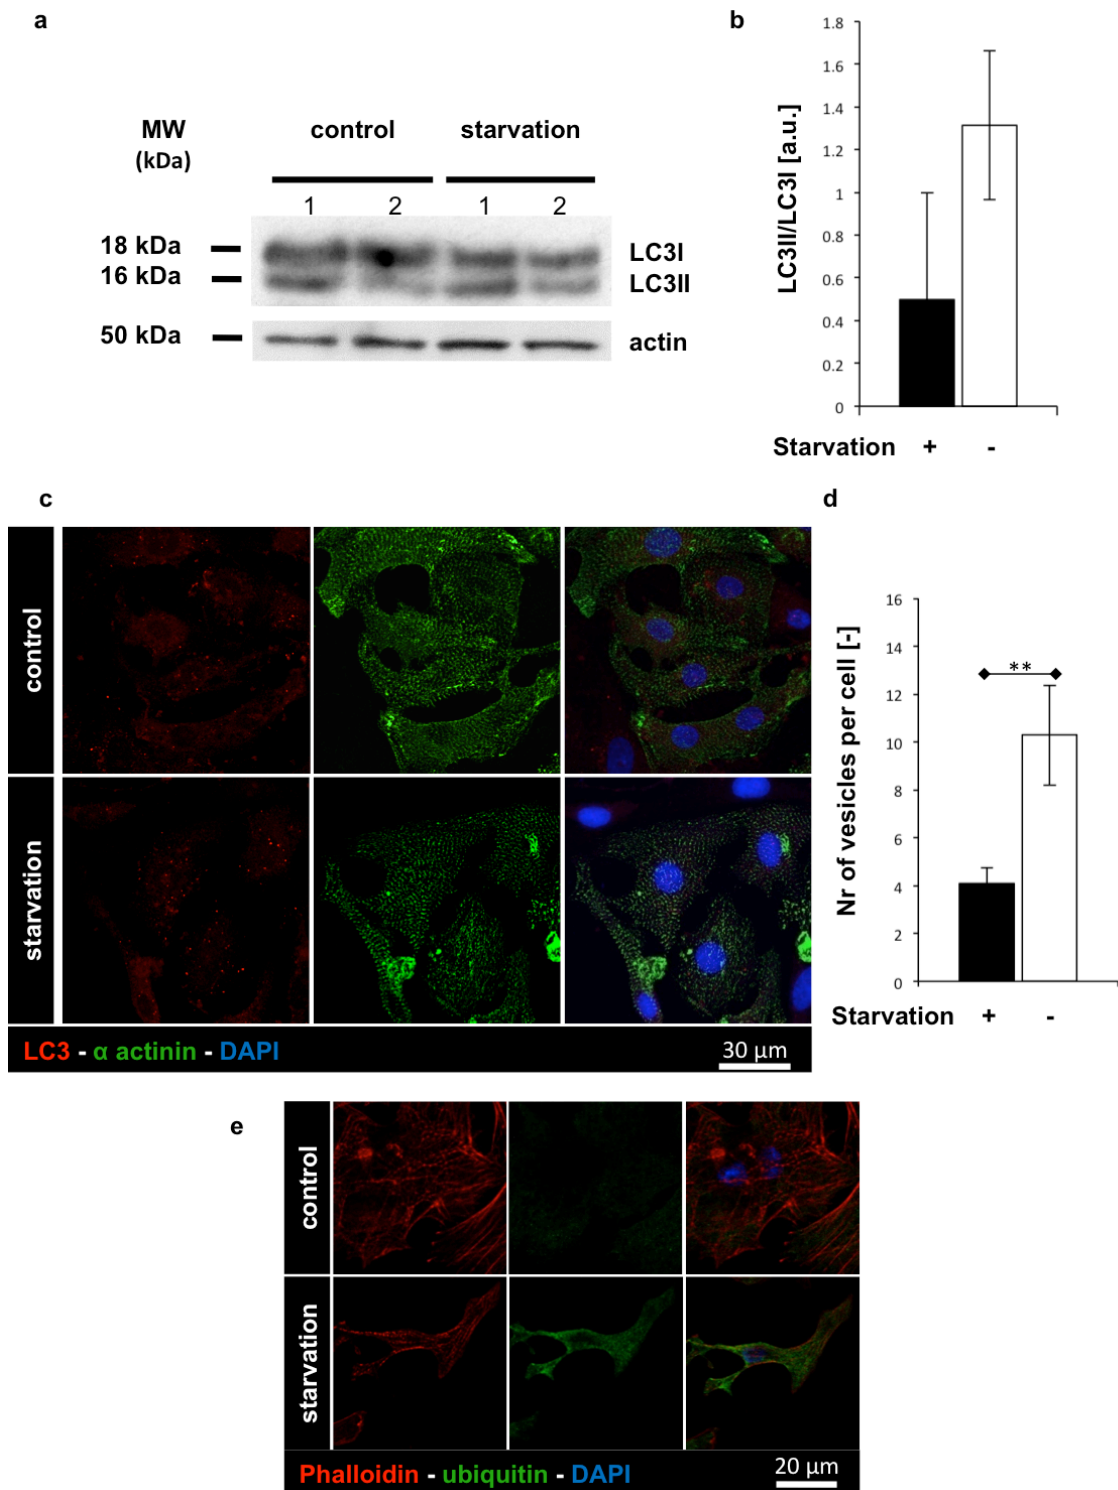 a
MW
(kDa)
control
starvation
1
2
1
2
18 kDa
LC3I
16 kDa
LC3II
50 kDa
actin
b
LC3II/LC3I [a.u.]
1.8
1.6
1.4
1.2
1
0.8
0.6
0.4
0.2
0
Starvation + -
c
control
starvation
LC3 - α actinin - DAPI
30 µm
d
Nr of vesicles per cell [-]
16
14
12
10
8
6
4
2
0
**
Starvation + -
e
control
starvation
Phalloidin - ubiquitin - DAPI
20 µm